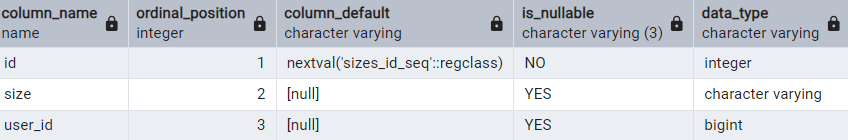 column_name ordinal_position column_default is_nullable data_type
name integer character varying character varying (3) character varying
id 1 nextval('sizes_id_seq'::regclass) NO integer
size 2 [null] YES character varying
user_id 3 [null] YES bigint